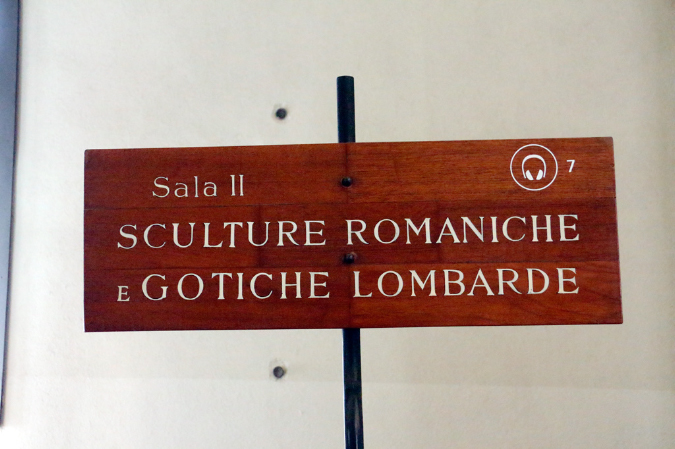 Sala II
7
SCULTURE ROMANICHE
E GOTICHE LOMBARDE